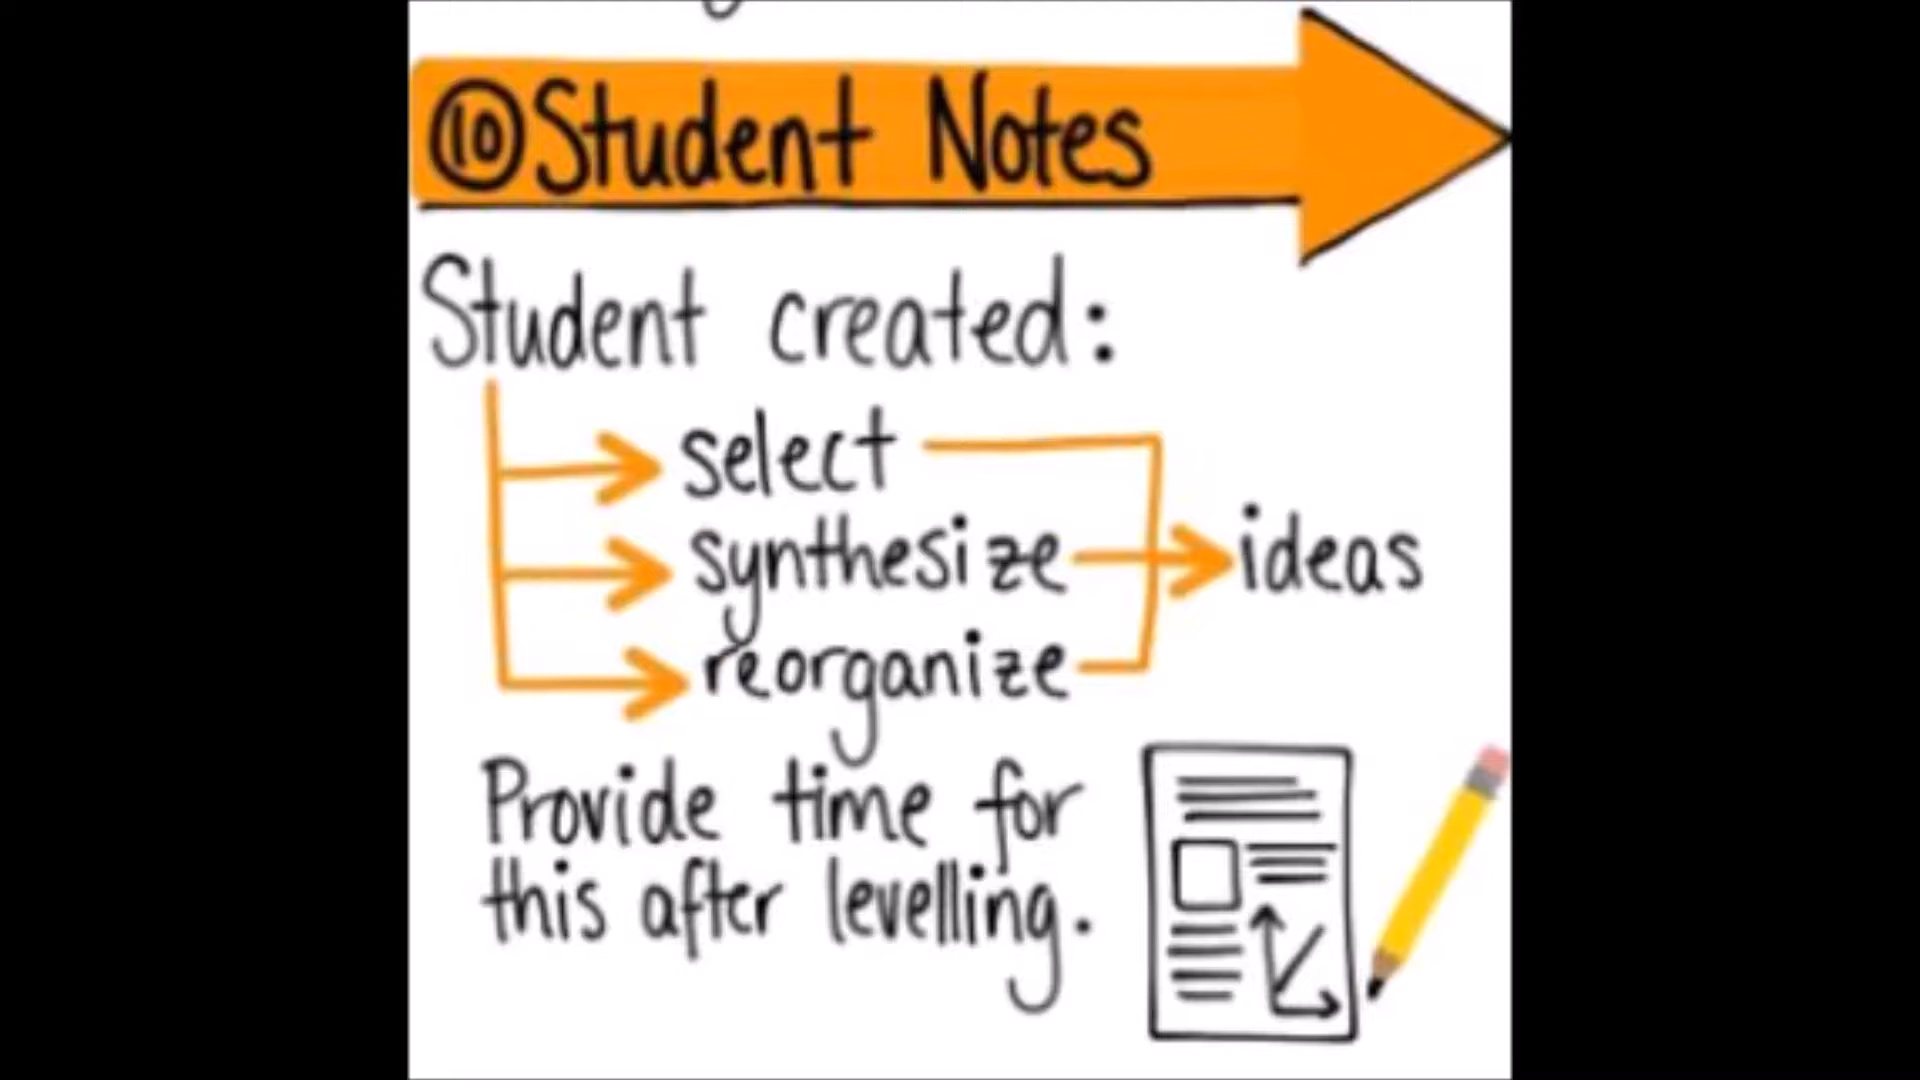 ⑩Student Notes
Student created:
select
synthesize
reorganize
ideas
Provide time for
this after levelling.